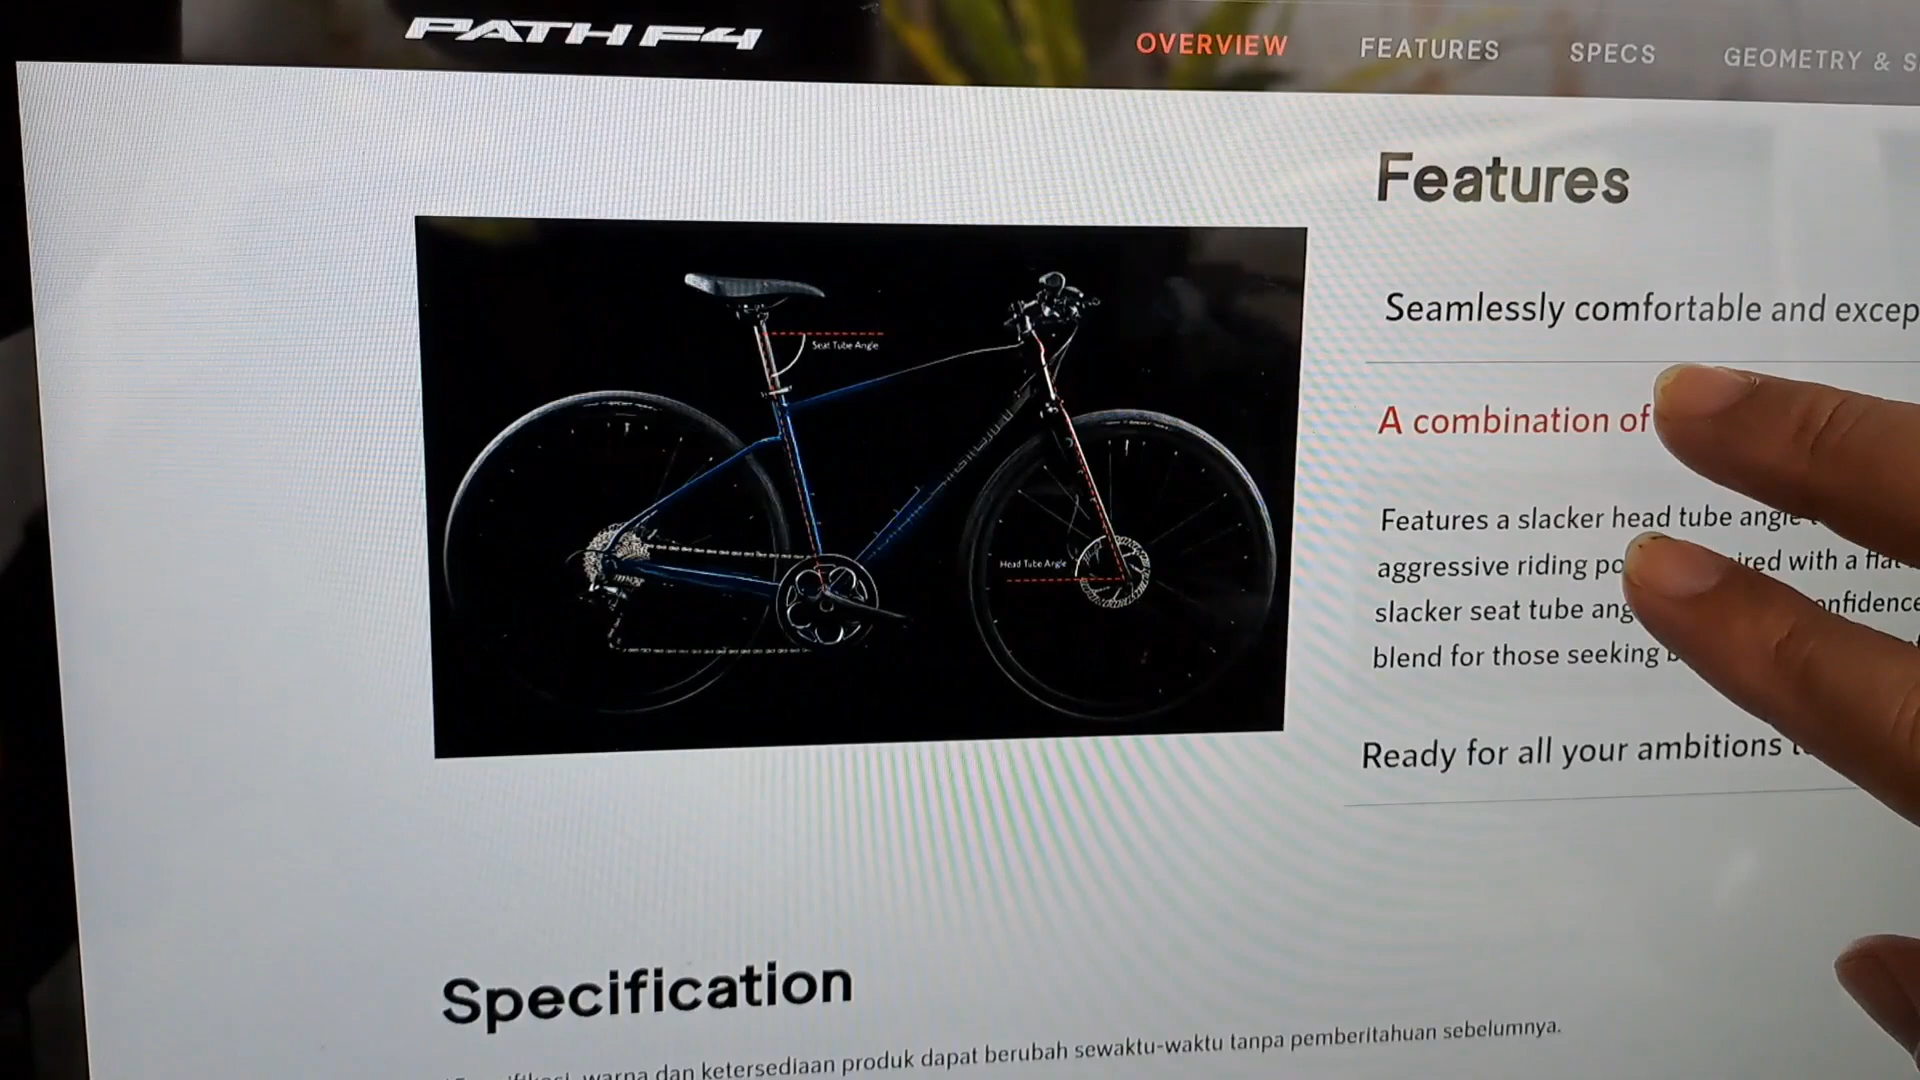 PATH F4
OVERVIEW FEATURES SPECS GEOMETRY & S
Features
Seamlessly comfortable and excep
A combination of
Features a slacker head tube angle
aggressive riding po ired with a flat
slacker seat tube ang onfidence
blend for those seeking
Ready for all your ambitions
Seat Tube Angle
Head Tube Angle
Specification
warna dan ketersediaan produk dapat berubah sewaktu-waktu tanpa pemberitahuan sebelumnya.